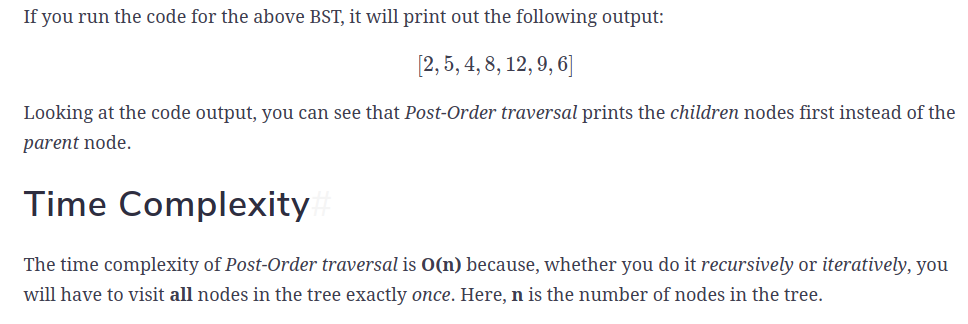 If you run the code for the above BST, it will print out the following output:
[2, 5, 4, 8, 12, 9, 6]
Looking at the code output, you can see that Post-Order traversal prints the children nodes first instead of the
parent node.
Time Complexity#
The time complexity of Post-Order traversal is O(n) because, whether you do it recursively or iteratively, you
will have to visit all nodes in the tree exactly once. Here, n is the number of nodes in the tree.